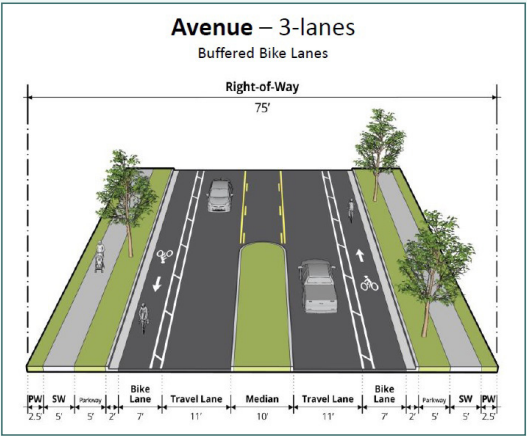 Avenue – 3-lanes
Buffered Bike Lanes
Right-of-Way
75'
PW SW Parkway Bike Lane Travel Lane Median Travel Lane Bike Lane Parkway SW PW
2.5' 5' 5' 2' 7' 11' 10' 11' 7' 2' 5' 5' 2.5'